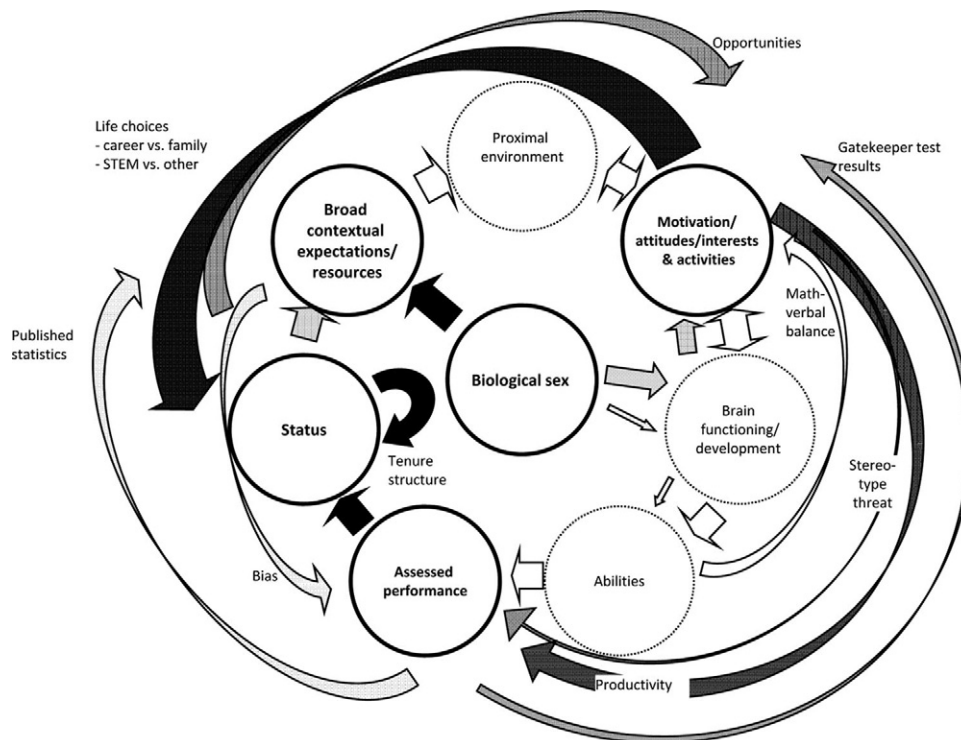 Opportunities
Life choices
- career vs. family
- STEM vs. other
Proximal
environment
Gatekeeper test
results
Broad
contextual
expectations/
resources
Motivation/
attitudes/interests
& activities
Published
statistics
Math-
verbal
balance
Biological sex
Status
Brain
functioning/
development
Tenure
structure
Stereo-
type
threat
Bias
Assessed
performance
Abilities
Productivity